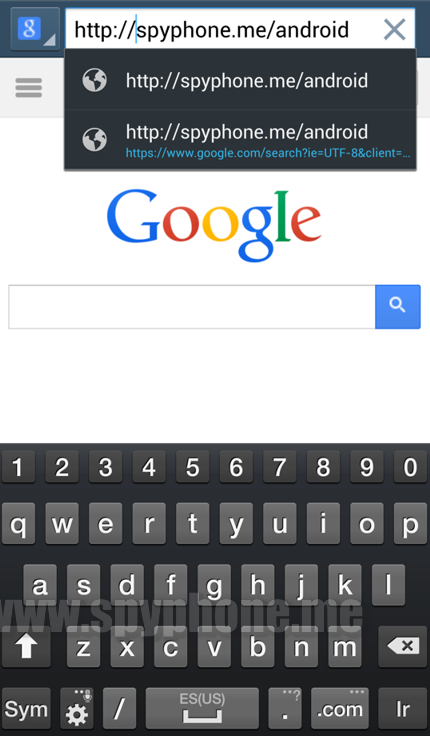 8
http://spyphone.me/android
http://spyphone.me/android
http://spyphone.me/android
https://www.google.com/search?ie=UTF-8&client=...
Google
1 2 3 4 5 6 7 8 9 0
q w e r t y u i o p
a s d f g h j k l
www.spyphone.me
z x c v b n m
Sym / ES(US) ...? . .com Ir